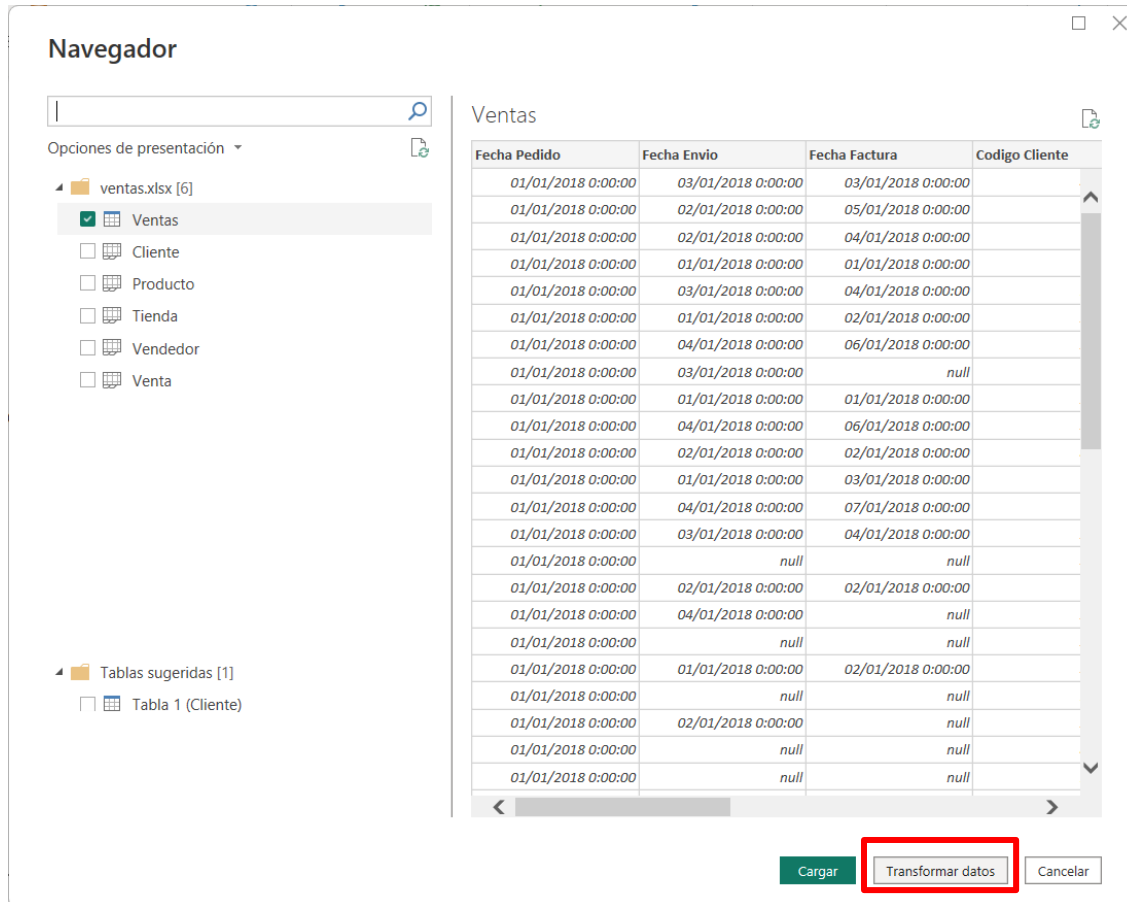 Navegador
Opciones de presentación
ventas.xlsx [6]
Ventas
Cliente
Producto
Tienda
Vendedor
Venta
Tablas sugeridas [1]
Tabla 1 (Cliente)
Ventas
Fecha Pedido Fecha Envio Fecha Factura Codigo Cliente
01/01/2018 0:00:00 03/01/2018 0:00:00 03/01/2018 0:00:00
01/01/2018 0:00:00 02/01/2018 0:00:00 05/01/2018 0:00:00
01/01/2018 0:00:00 02/01/2018 0:00:00 04/01/2018 0:00:00
01/01/2018 0:00:00 01/01/2018 0:00:00 01/01/2018 0:00:00
01/01/2018 0:00:00 03/01/2018 0:00:00 04/01/2018 0:00:00
01/01/2018 0:00:00 01/01/2018 0:00:00 02/01/2018 0:00:00
01/01/2018 0:00:00 04/01/2018 0:00:00 06/01/2018 0:00:00
01/01/2018 0:00:00 03/01/2018 0:00:00 null
01/01/2018 0:00:00 01/01/2018 0:00:00 01/01/2018 0:00:00
01/01/2018 0:00:00 04/01/2018 0:00:00 06/01/2018 0:00:00
01/01/2018 0:00:00 02/01/2018 0:00:00 02/01/2018 0:00:00
01/01/2018 0:00:00 01/01/2018 0:00:00 03/01/2018 0:00:00
01/01/2018 0:00:00 04/01/2018 0:00:00 07/01/2018 0:00:00
01/01/2018 0:00:00 03/01/2018 0:00:00 04/01/2018 0:00:00
01/01/2018 0:00:00 null null
01/01/2018 0:00:00 02/01/2018 0:00:00 02/01/2018 0:00:00
01/01/2018 0:00:00 04/01/2018 0:00:00 null
01/01/2018 0:00:00 null null
01/01/2018 0:00:00 01/01/2018 0:00:00 02/01/2018 0:00:00
01/01/2018 0:00:00 null null
01/01/2018 0:00:00 02/01/2018 0:00:00 null
01/01/2018 0:00:00 null null
01/01/2018 0:00:00 null null
Cargar Transformar datos Cancelar